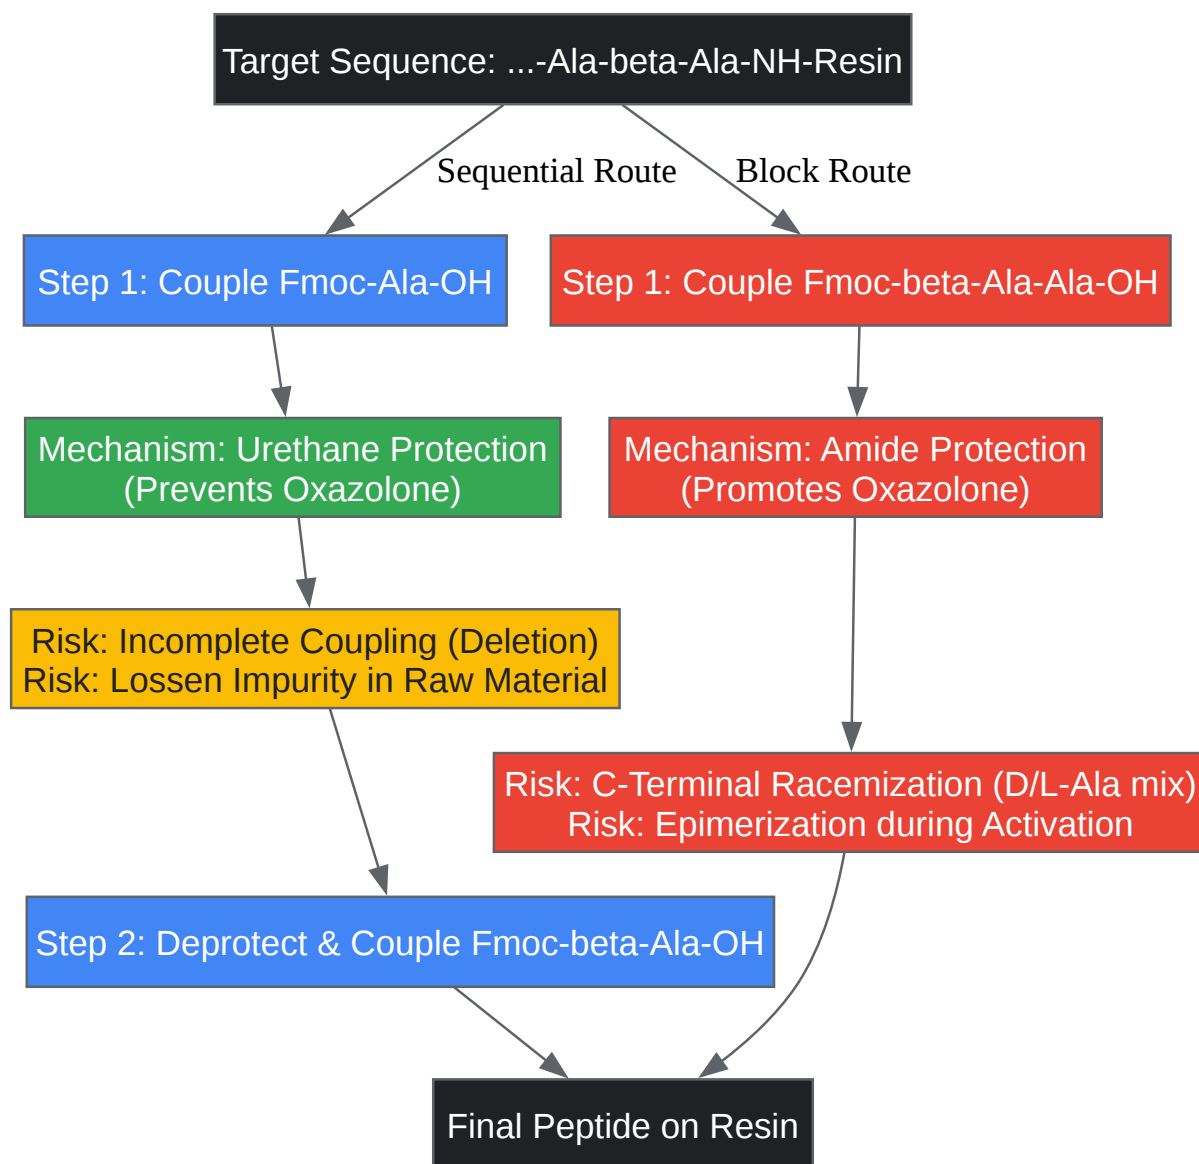 Target Sequence: ...-Ala-beta-Ala-NH-Resin
Sequential Route
Block Route
Step 1: Couple Fmoc-Ala-OH
Step 1: Couple Fmoc-beta-Ala-Ala-OH
Mechanism: Urethane Protection
(Prevents Oxazolone)
Mechanism: Amide Protection
(Promotes Oxazolone)
Risk: Incomplete Coupling (Deletion)
Risk: Lossen Impurity in Raw Material
Risk: C-Terminal Racemization (D/L-Ala mix)
Risk: Epimerization during Activation
Step 2: Deprotect & Couple Fmoc-beta-Ala-OH
Final Peptide on Resin